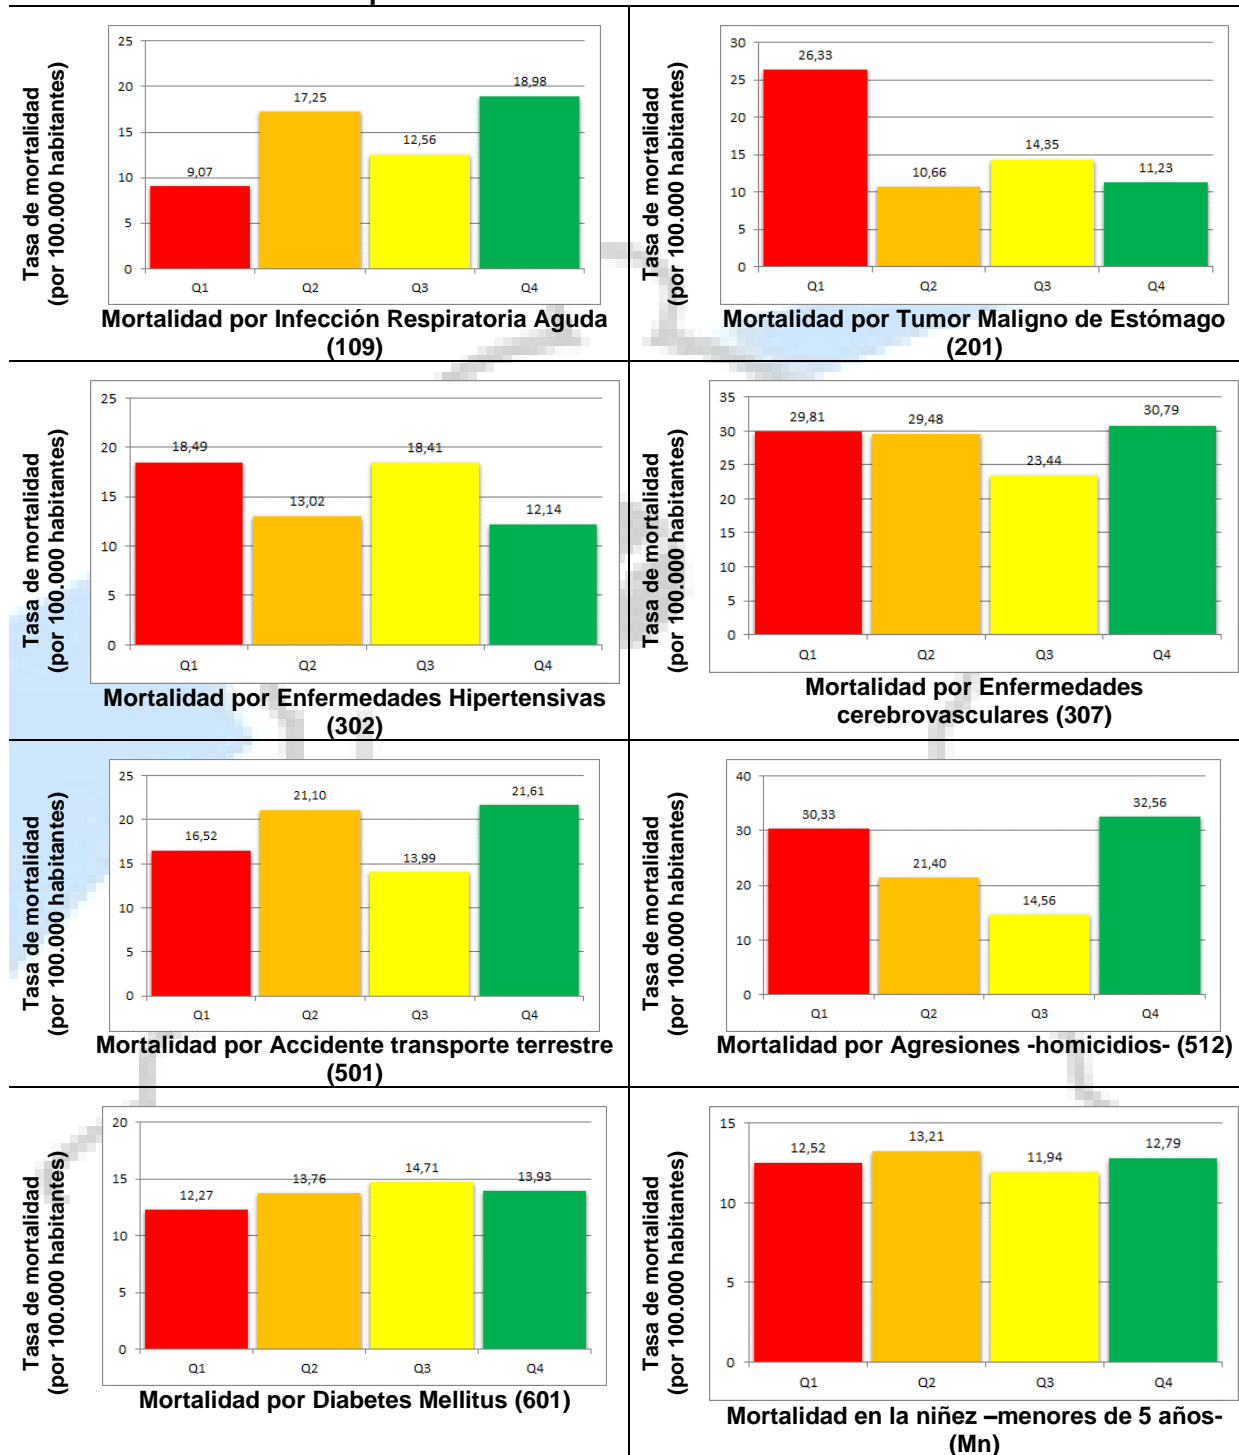 25
20
15
10
5
0
9,07
17,25
12,56
18,98
Q1 Q2 Q3 Q4
Tasa de mortalidad
(por 100.000 habitantes)
Mortalidad por Infección Respiratoria Aguda
(109)
30
25
20
15
10
5
0
26,33
10,66
14,35
11,23
Q1 Q2 Q3 Q4
Tasa de mortalidad
(por 100.000 habitantes)
Mortalidad por Tumor Maligno de Estómago
(201)
25
20
15
10
5
0
18,49
13,02
18,41
12,14
Q1 Q2 Q3 Q4
Tasa de mortalidad
(por 100.000 habitantes)
Mortalidad por Enfermedades Hipertensivas
(302)
35
30
25
20
15
10
5
0
29,81
29,48
23,44
30,79
Q1 Q2 Q3 Q4
Tasa de mortalidad
(por 100.000 habitantes)
Mortalidad por Enfermedades
cerebrovasculares (307)
25
20
15
10
5
0
16,52
21,10
13,99
21,61
Q1 Q2 Q3 Q4
Tasa de mortalidad
(por 100.000 habitantes)
Mortalidad por Accidente transporte terrestre
(501)
40
30
20
10
0
30,33
21,40
14,56
32,56
Q1 Q2 Q3 Q4
Tasa de mortalidad
(por 100.000 habitantes)
Mortalidad por Agresiones -homicidios- (512)
20
15
10
5
0
12,27
13,76
14,71
13,93
Q1 Q2 Q3 Q4
Tasa de mortalidad
(por 100.000 habitantes)
Mortalidad por Diabetes Mellitus (601)
15
10
5
0
12,52
13,21
11,94
12,79
Q1 Q2 Q3 Q4
Tasa de mortalidad
(por 100.000 habitantes)
Mortalidad en la niñez –menores de 5 años-
(Mn)